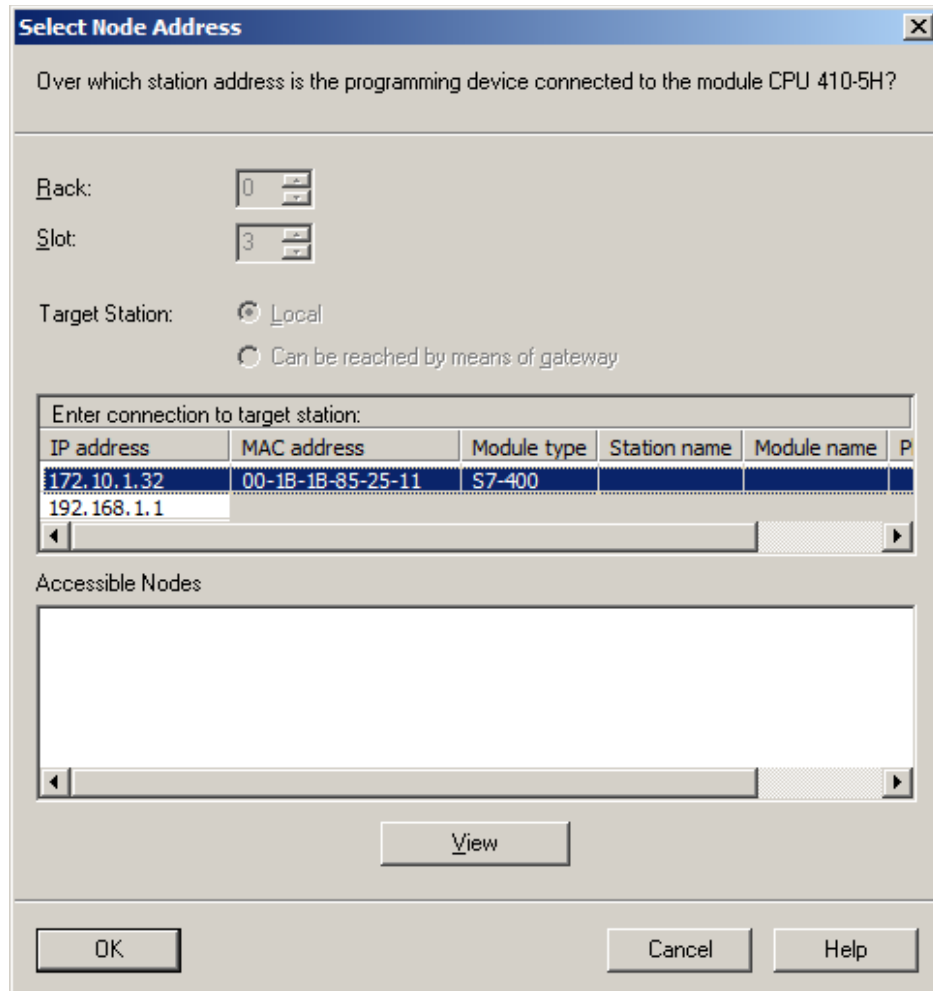 Select Node Address
Over which station address is the programming device connected to the module CPU 410-5H?
Rack: 0
Slot: 3
Target Station: Local
Can be reached by means of gateway
Enter connection to target station:
IP address MAC address Module type Station name Module name P
172.10.1.32 00-1B-1B-85-25-11 S7-400
192.168.1.1
Accessible Nodes
View
OK Cancel Help